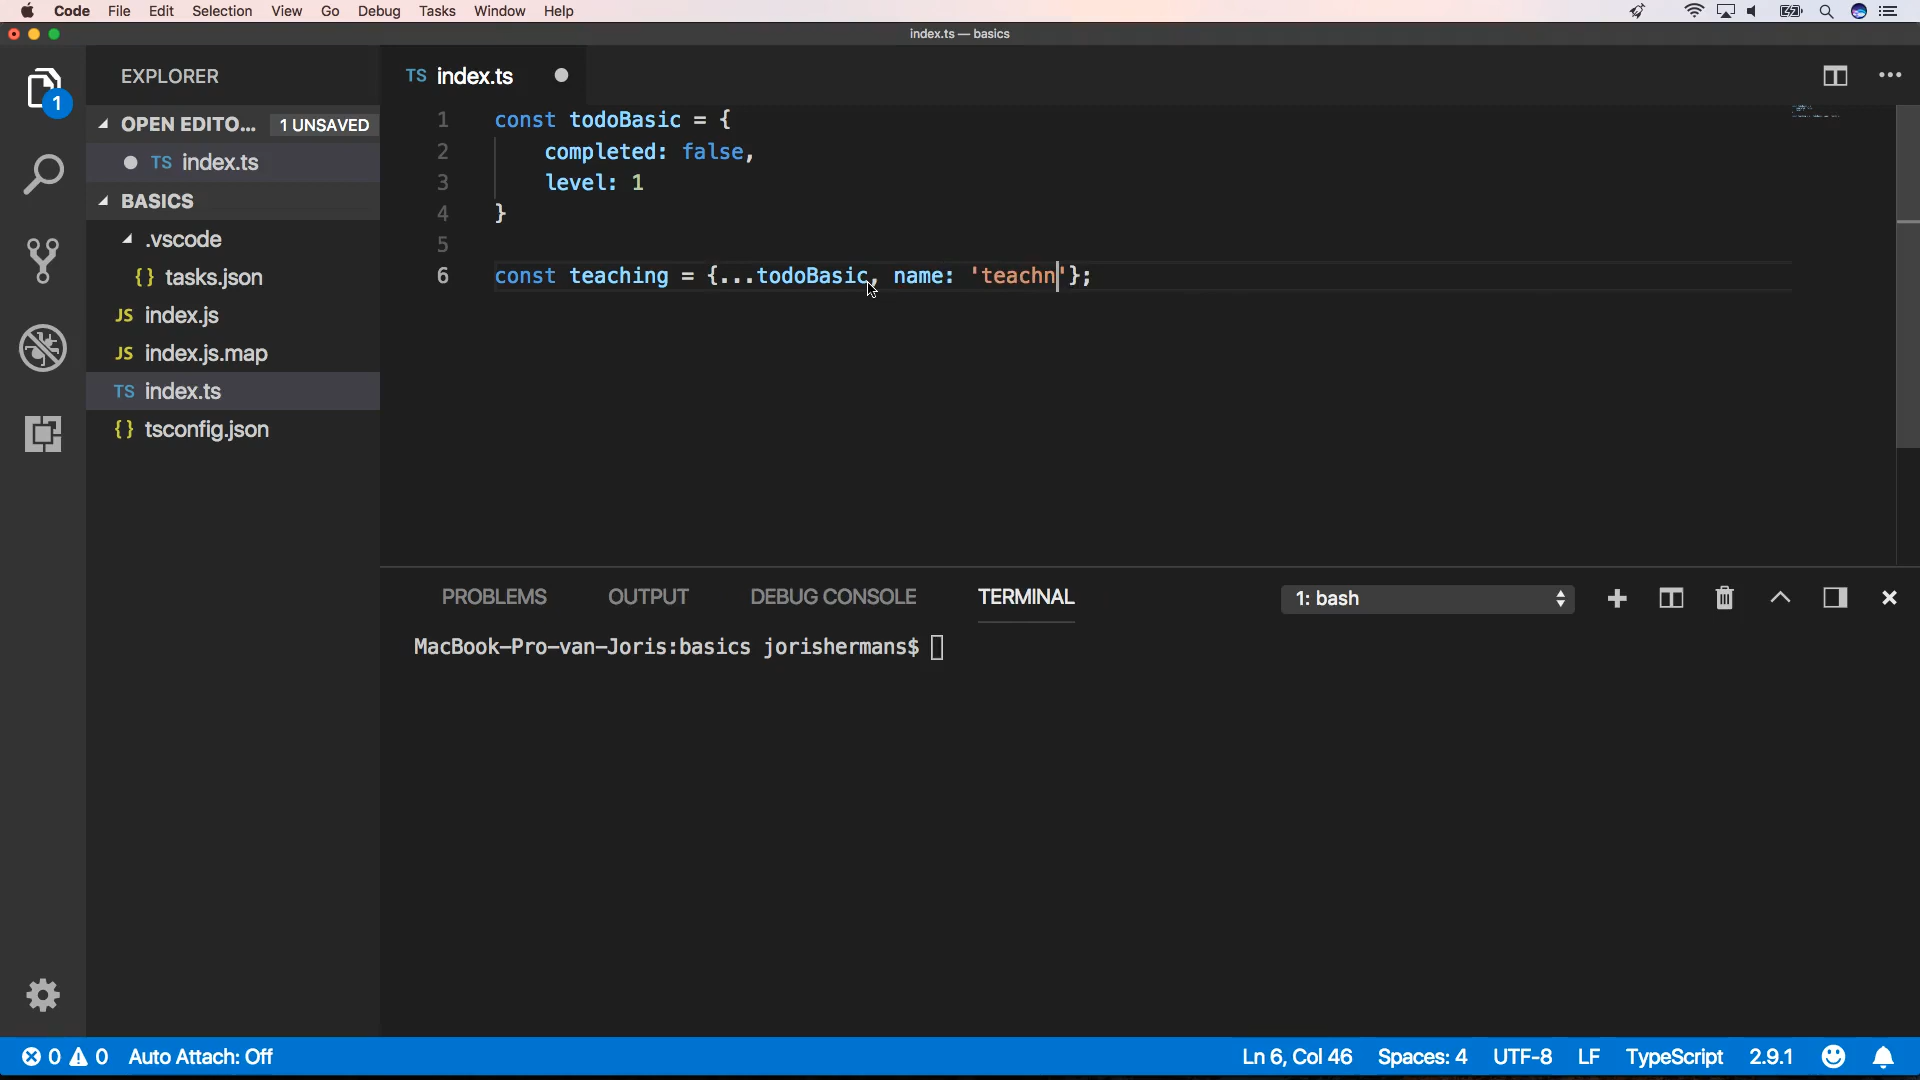 Code File Edit Selection View Go Debug Tasks Window Help
index.ts — basics
EXPLORER
TS index.ts
1
OPEN EDITO... 1 UNSAVED
TS index.ts
BASICS
.vscode
{} tasks.json
JS index.js
JS index.js.map
TS index.ts
{} tsconfig.json
1 const todoBasic = {
2 completed: false,
3 level: 1
4 }
5
6 const teaching = {...todoBasic, name: 'teachn'};
PROBLEMS OUTPUT DEBUG CONSOLE TERMINAL 1: bash
MacBook-Pro-van-Joris:basics jorishermans$
0 0 Auto Attach: Off Ln 6, Col 46 Spaces: 4 UTF-8 LF TypeScript 2.9.1